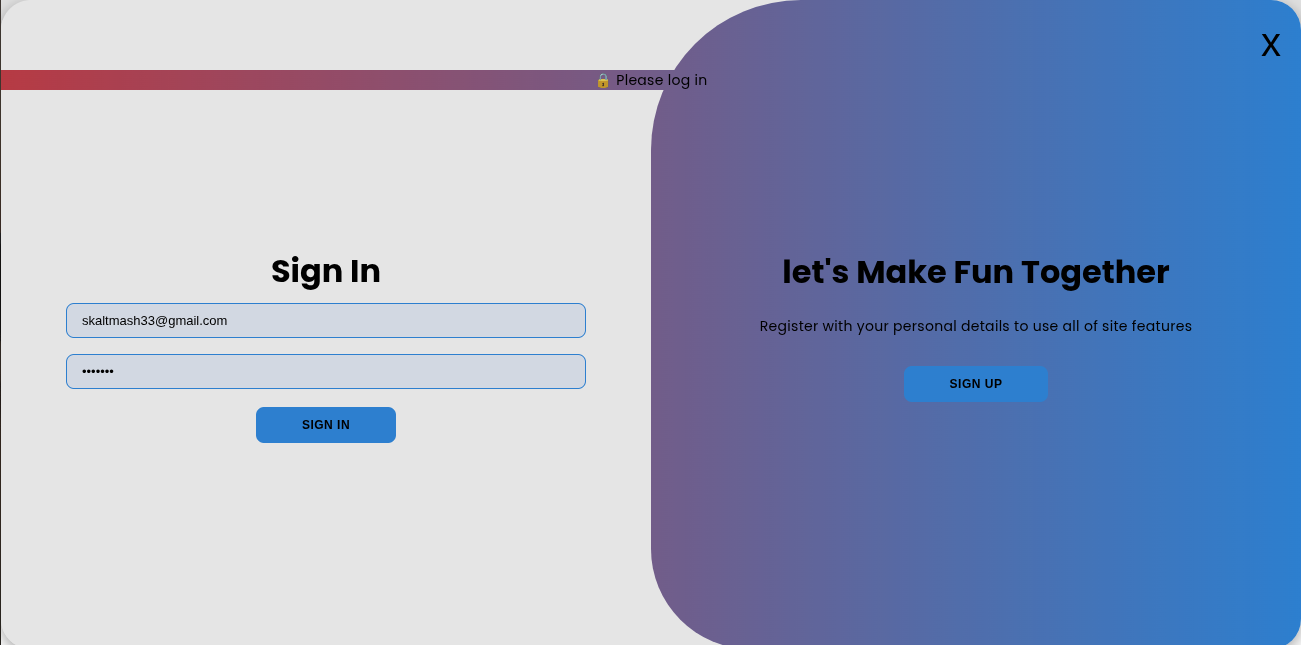 X
🔒 Please log in
Sign In
skaltmash33@gmail.com
•••••••
SIGN IN
let's Make Fun Together
Register with your personal details to use all of site features
SIGN UP